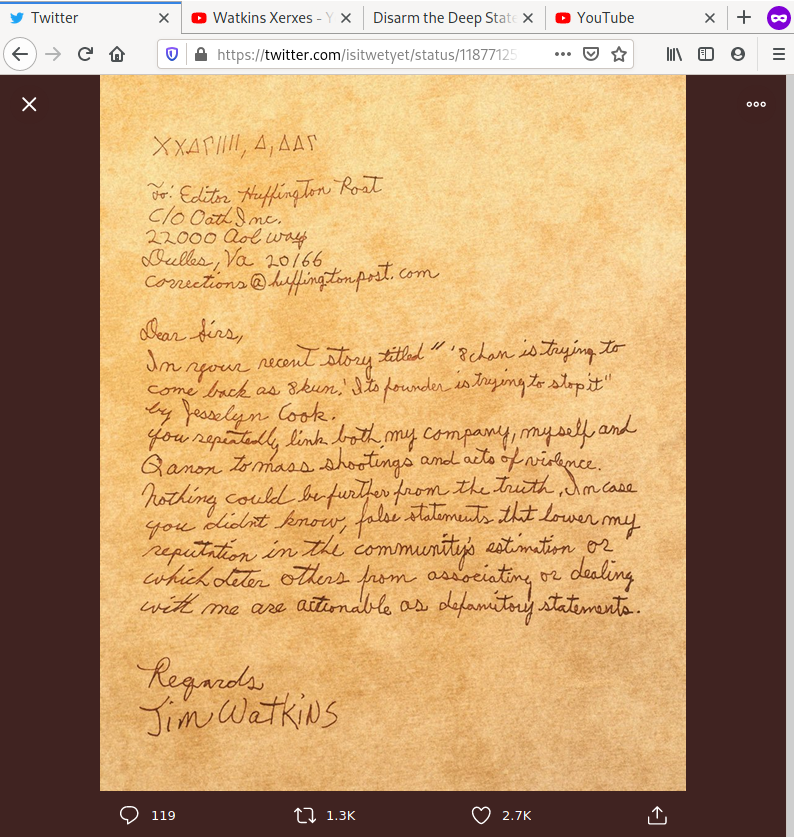 Twitter
Watkins Xerxes - Y
Disarm the Deep State
YouTube
https://twitter.com/isitwetyet/status/11877125
ΧΧΔΓΙΙΙΙ, Δ, ΔΔΓ
To: Editor Huffington Post
C/O Oath Inc.
22000 Aol way
Dulles, Va 20166
corrections@huffingtonpost.com
Dear Sirs,
In your recent story titled " '8chan is trying to
come back as 8kun.' Its founder is trying to stop it"
by Jesselyn Cook.
you repeatedly link both my company, myself and
Qanon to mass shootings and acts of violence.
Nothing could be further from the truth. In case
you didnt know, false statements that lower my
reputation in the community's estimation or
which deter others from associating or dealing
with me are actionable as defamitory statements.
Regards
Jim Watkins
119 1.3K 2.7K